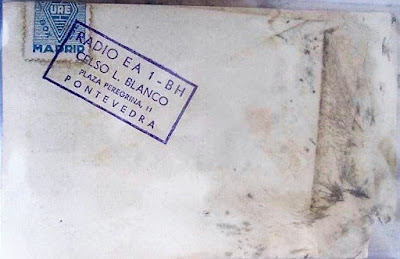 URE
MADRID
RADIO EA 1-BH
CELSO L. BLANCO
PLAZA PEREGRINA, 11
PONTEVEDRA